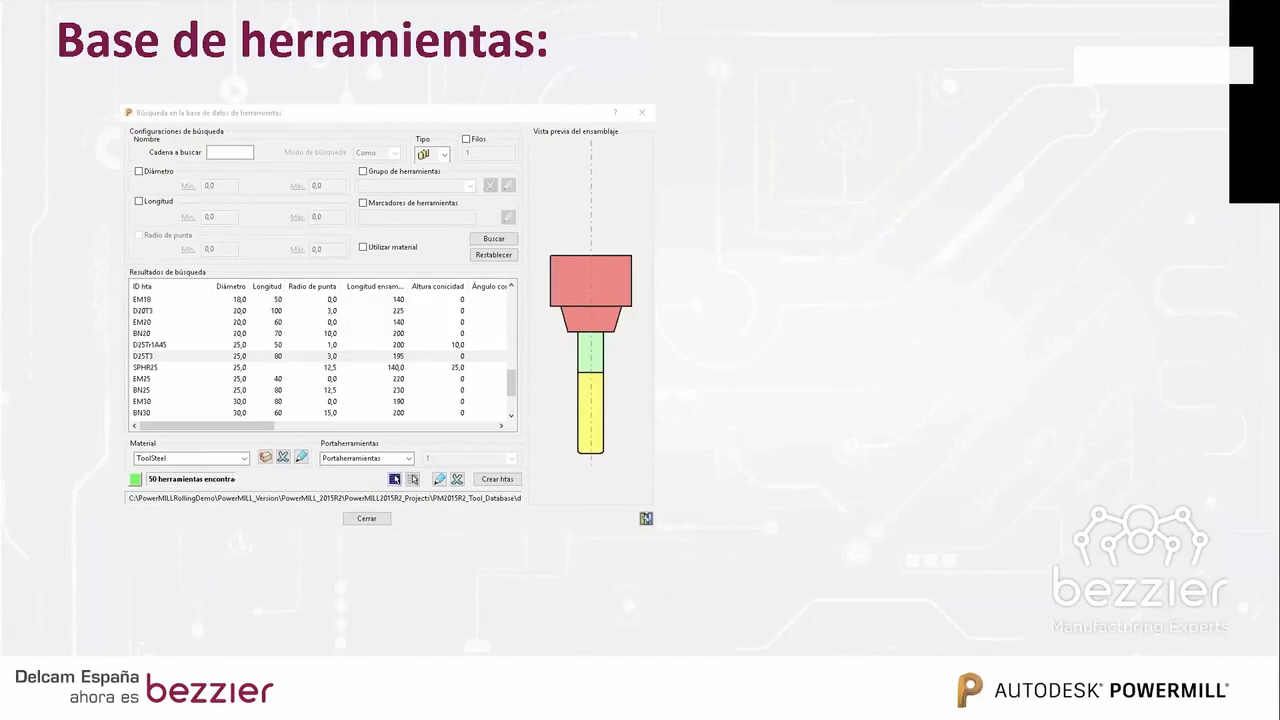 Base de herramientas:
Búsqueda en la base de datos de herramientas
? ×
Configuraciones de búsqueda
Nombre
Cadena a buscar
Modo de búsqueda Como
Tipo
Filos
1
Vista previa del ensamblaje
Diámetro
Mín. 0,0 Máx. 0,0
Grupo de herramientas
Longitud
Mín. 0,0 Máx. 0,0
Marcadores de herramientas
Radio de punta
Mín. 0,0 Máx. 0,0
Utilizar material
Buscar
Restablecer
Resultados de búsqueda
ID hta Diámetro Longitud Radio de punta Longitud ensam... Altura conicidad Ángulo co
EM18 18,0 50 0,0 140 0
D20T3 20,0 100 3,0 225 0
EM20 20,0 60 0,0 140 0
BN20 20,0 70 10,0 200 0
D25Tr1A45 25,0 50 1,0 200 10,0
D25T3 25,0 80 3,0 195 0
SPHR25 25,0 12,5 140,0 25,0
EM25 25,0 40 0,0 220 0
BN25 25,0 80 12,5 230 0
EM30 30,0 80 0,0 190 0
BN30 30,0 60 15,0 200 0
Material Portaherramientas
ToolSteel Portaherramientas 1
50 herramientas encontra
Crear htas
C:\PowerMILLRollingDemo\PowerMILL_Version\PowerMILL_2015R2\PowerMILL2015R2_Projects\PM2015R2_Tool_Database\d
Cerrar
bezzier
Manufacturing Experts
Delcam España
ahora es bezzier
AUTODESK® POWERMILL®